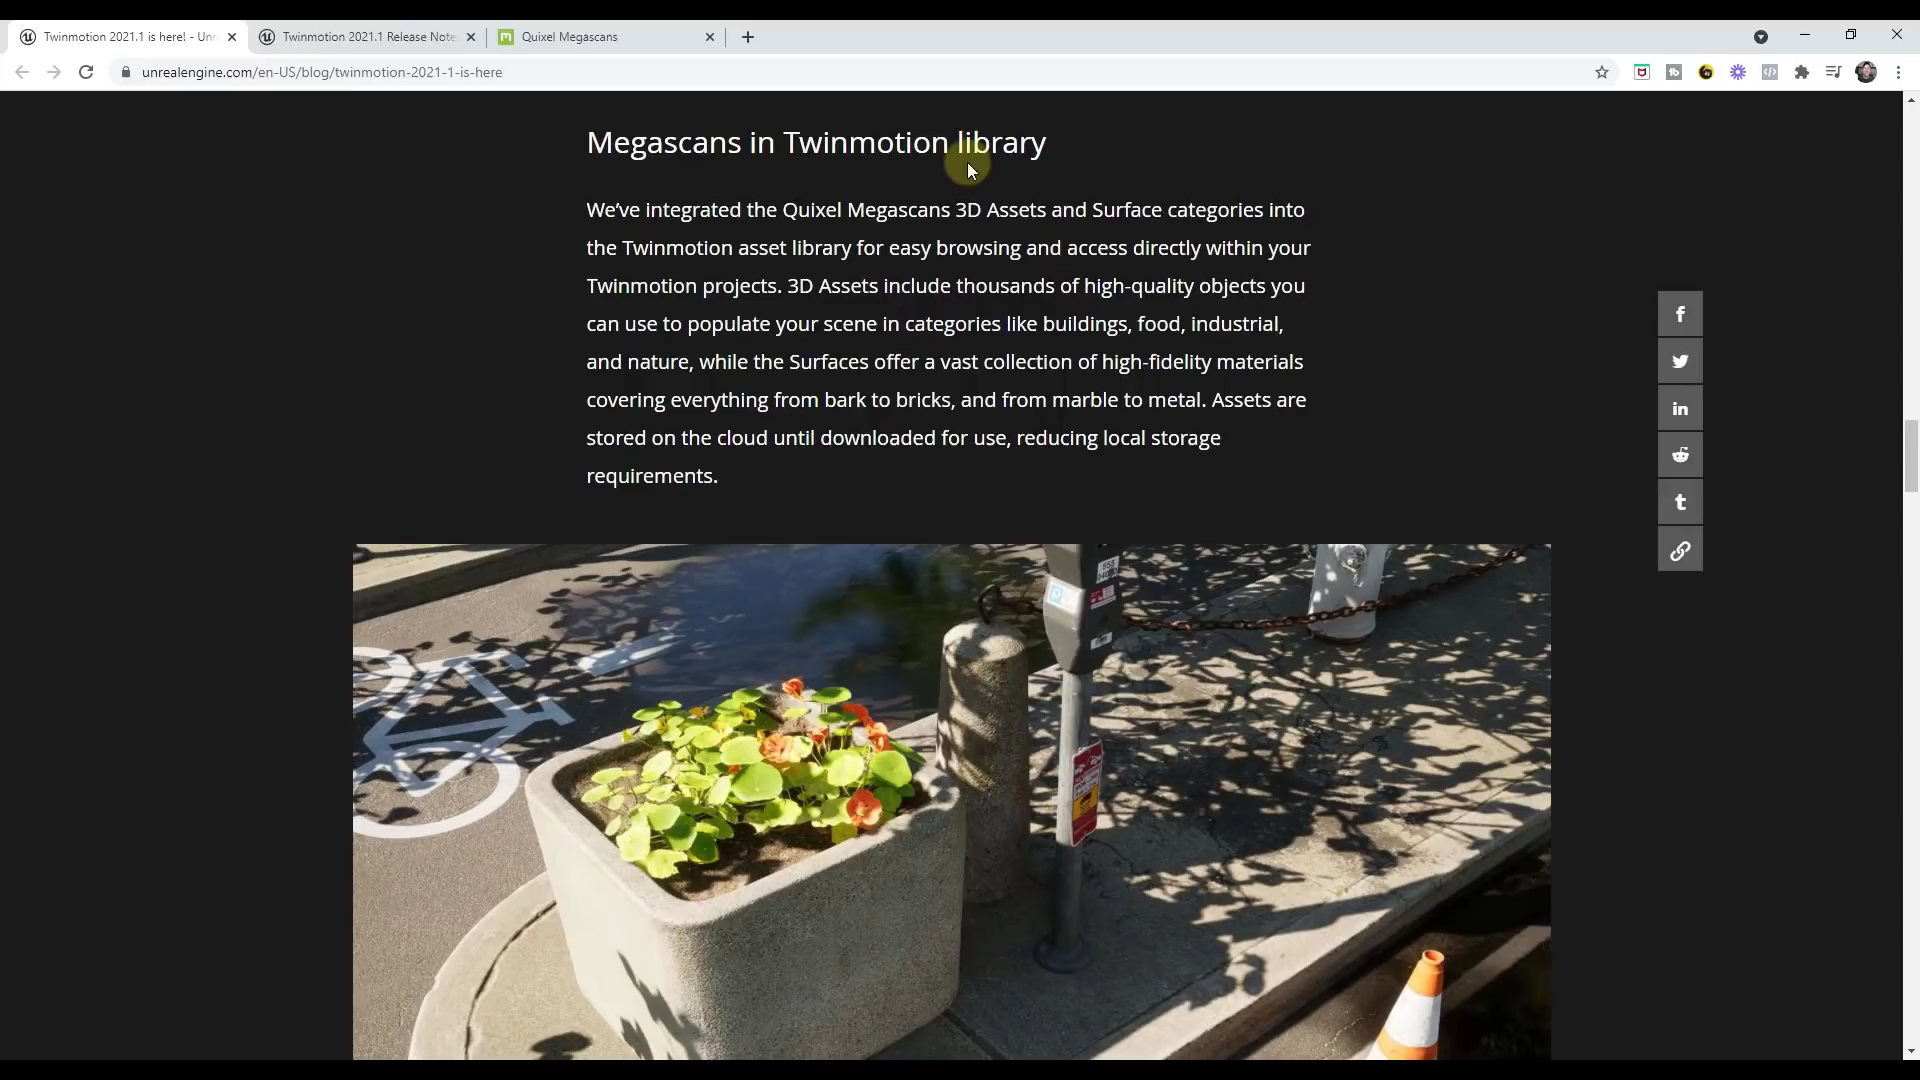 Twinmotion 2021.1 is here! - Un
Twinmotion 2021.1 Release Note
Quixel Megascans
unrealengine.com/en-US/blog/twinmotion-2021-1-is-here
Megascans in Twinmotion library
We've integrated the Quixel Megascans 3D Assets and Surface categories into
the Twinmotion asset library for easy browsing and access directly within your
Twinmotion projects. 3D Assets include thousands of high-quality objects you
can use to populate your scene in categories like buildings, food, industrial,
and nature, while the Surfaces offer a vast collection of high-fidelity materials
covering everything from bark to bricks, and from marble to metal. Assets are
stored on the cloud until downloaded for use, reducing local storage
requirements.
555